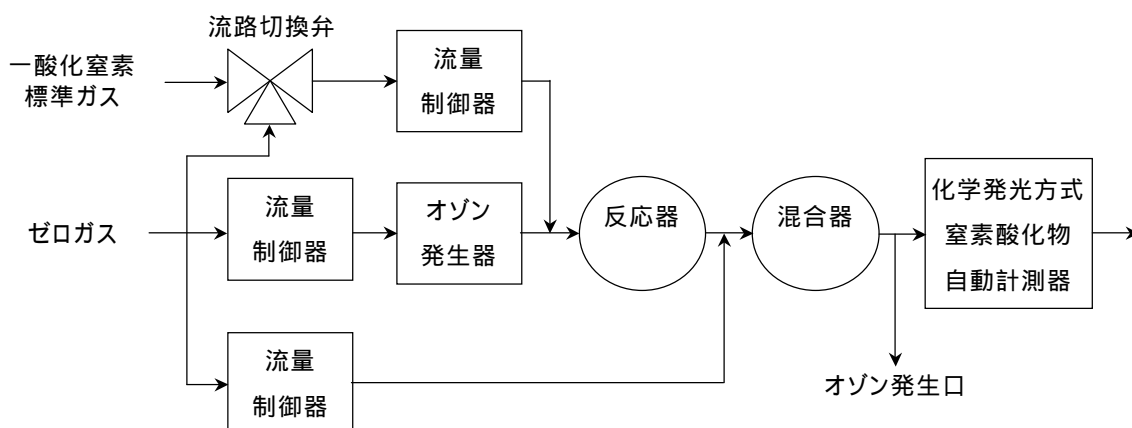 流路切換弁
一酸化窒素
標準ガス
流量
制御器
ゼロガス
流量
制御器
オゾン
発生器
反応器
混合器
化学発光方式
窒素酸化物
自動計測器
流量
制御器
オゾン発生口